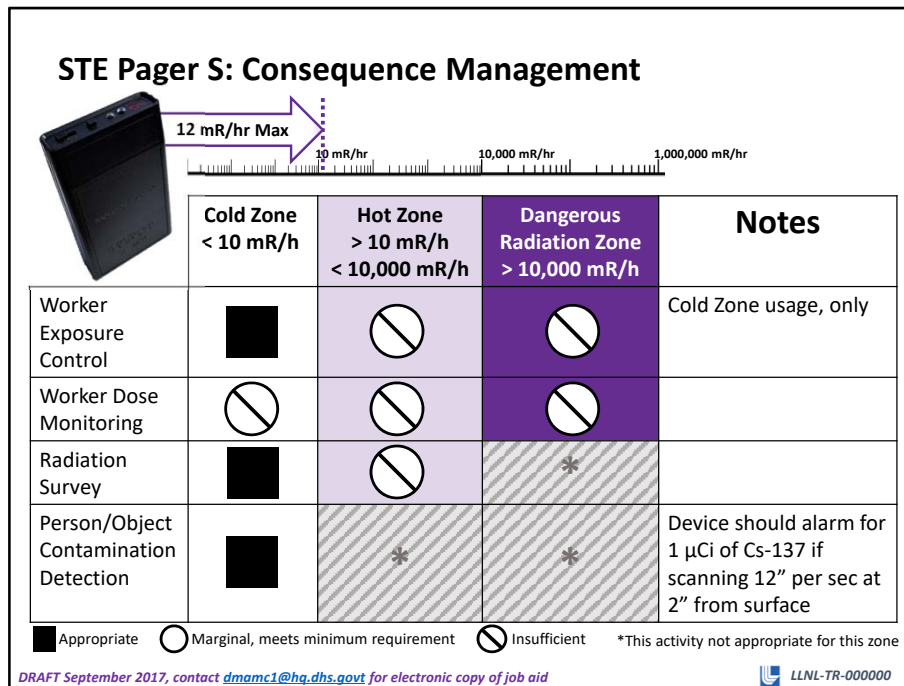 STE Pager S: Consequence Management
12 mR/hr Max
10 mR/hr
10,000 mR/hr
1,000,000 mR/hr
Cold Zone
< 10 mR/h
Hot Zone
> 10 mR/h
< 10,000 mR/h
Dangerous
Radiation Zone
> 10,000 mR/h
Notes
Worker
Exposure
Control
Cold Zone usage, only
Worker Dose
Monitoring
Radiation
Survey
*
Person/Object
Contamination
Detection
*
*
Device should alarm for
1 µCi of Cs-137 if
scanning 12” per sec at
2” from surface
Appropriate
Marginal, meets minimum requirement
Insufficient
*This activity not appropriate for this zone
DRAFT September 2017, contact dmamc1@hq.dhs.govt for electronic copy of job aid
LLNL-TR-000000